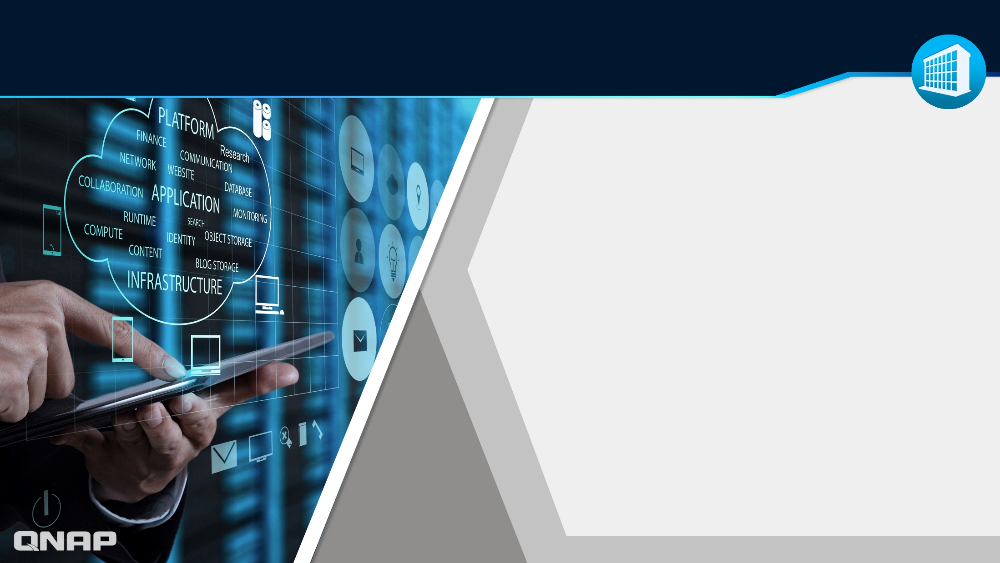 PLATFORM
FINANCE
Research
COMMUNICATION
NETWORK
WEBSITE
COLLABORATION
APPLICATION
DATABASE
MONITORING
RUNTIME
SEARCH
COMPUTE
IDENTITY
OBJECT STORAGE
CONTENT
BLOG STORAGE
INFRASTRUCTURE
QNAP